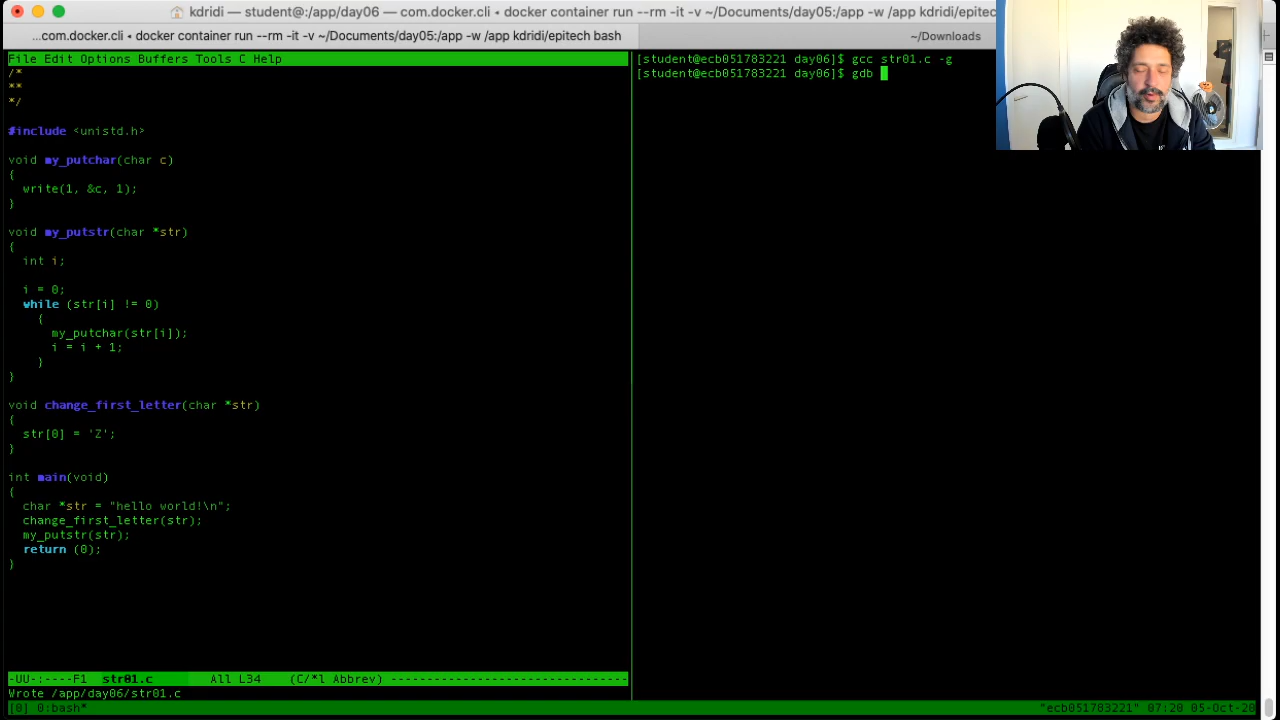 kdridi — student@:/app/day06 — com.docker.cli ◂ docker container run --rm -it -v ~/Documents/day05:/app -w /app kdridi/epitec
...com.docker.cli ◂ docker container run --rm -it -v ~/Documents/day05:/app -w /app kdridi/epitech bash
~/Downloads
File Edit Options Buffers Tools C Help
/*
**
*/
#include <unistd.h>
void my_putchar(char c)
{
write(1, &c, 1);
}
void my_putstr(char *str)
{
int i;
i = 0;
while (str[i] != 0)
{
my_putchar(str[i]);
i = i + 1;
}
}
void change_first_letter(char *str)
{
str[0] = 'Z';
}
int main(void)
{
char *str = "hello world!\n";
change_first_letter(str);
my_putstr(str);
return (0);
}
-UU-:----F1 str01.c All L34 (C/*l Abbrev) ---------------------------------
Wrote /app/day06/str01.c
[student@ecb051783221 day06]$ gcc str01.c -g
[student@ecb051783221 day06]$ gdb
[0] 0:bash*
"ecb051783221" 07:28 05-Oct-20